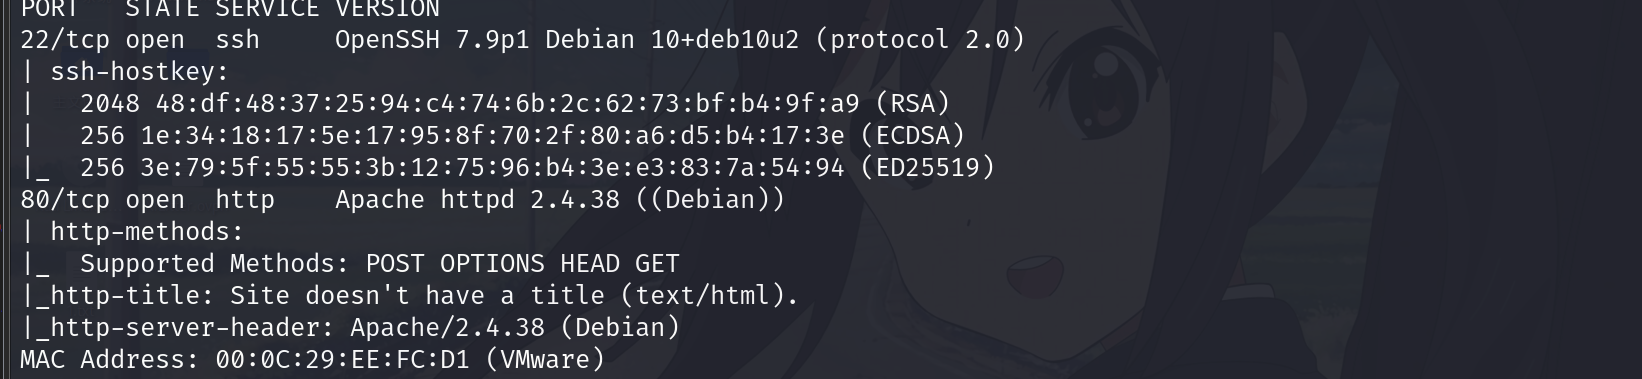 PORT   STATE SERVICE VERSION
22/tcp open  ssh     OpenSSH 7.9p1 Debian 10+deb10u2 (protocol 2.0)
| ssh-hostkey:
|   2048 48:df:48:37:25:94:c4:74:6b:2c:62:73:bf:b4:9f:a9 (RSA)
|   256 1e:34:18:17:5e:17:95:8f:70:2f:80:a6:d5:b4:17:3e (ECDSA)
|_  256 3e:79:5f:55:55:3b:12:75:96:b4:3e:e3:83:7a:54:94 (ED25519)
80/tcp open  http    Apache httpd 2.4.38 ((Debian))
| http-methods:
|_  Supported Methods: POST OPTIONS HEAD GET
|_http-title: Site doesn't have a title (text/html).
|_http-server-header: Apache/2.4.38 (Debian)
MAC Address: 00:0C:29:EE:FC:D1 (VMware)